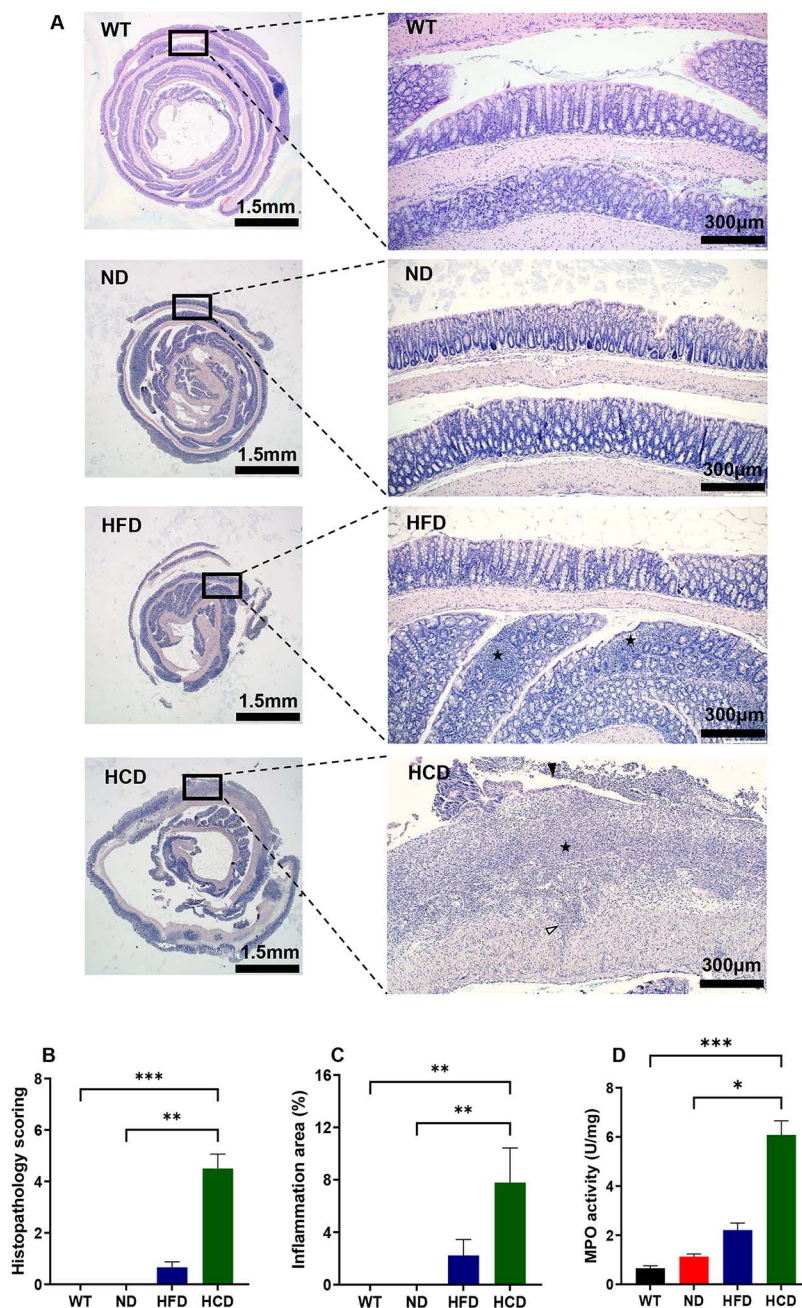 A
WT
1.5mm
WT
300μm
ND
1.5mm
ND
300μm
HFD
1.5mm
HFD
★
★
300μm
HCD
1.5mm
HCD
★
300μm
B
***
**
Histopathology scoring
8
6
4
2
0
WT ND HFD HCD
C
**
**
Inflammation area (%)
16
12
8
4
0
WT ND HFD HCD
D
***
*
MPO activity (U/mg)
8
6
4
2
0
WT ND HFD HCD